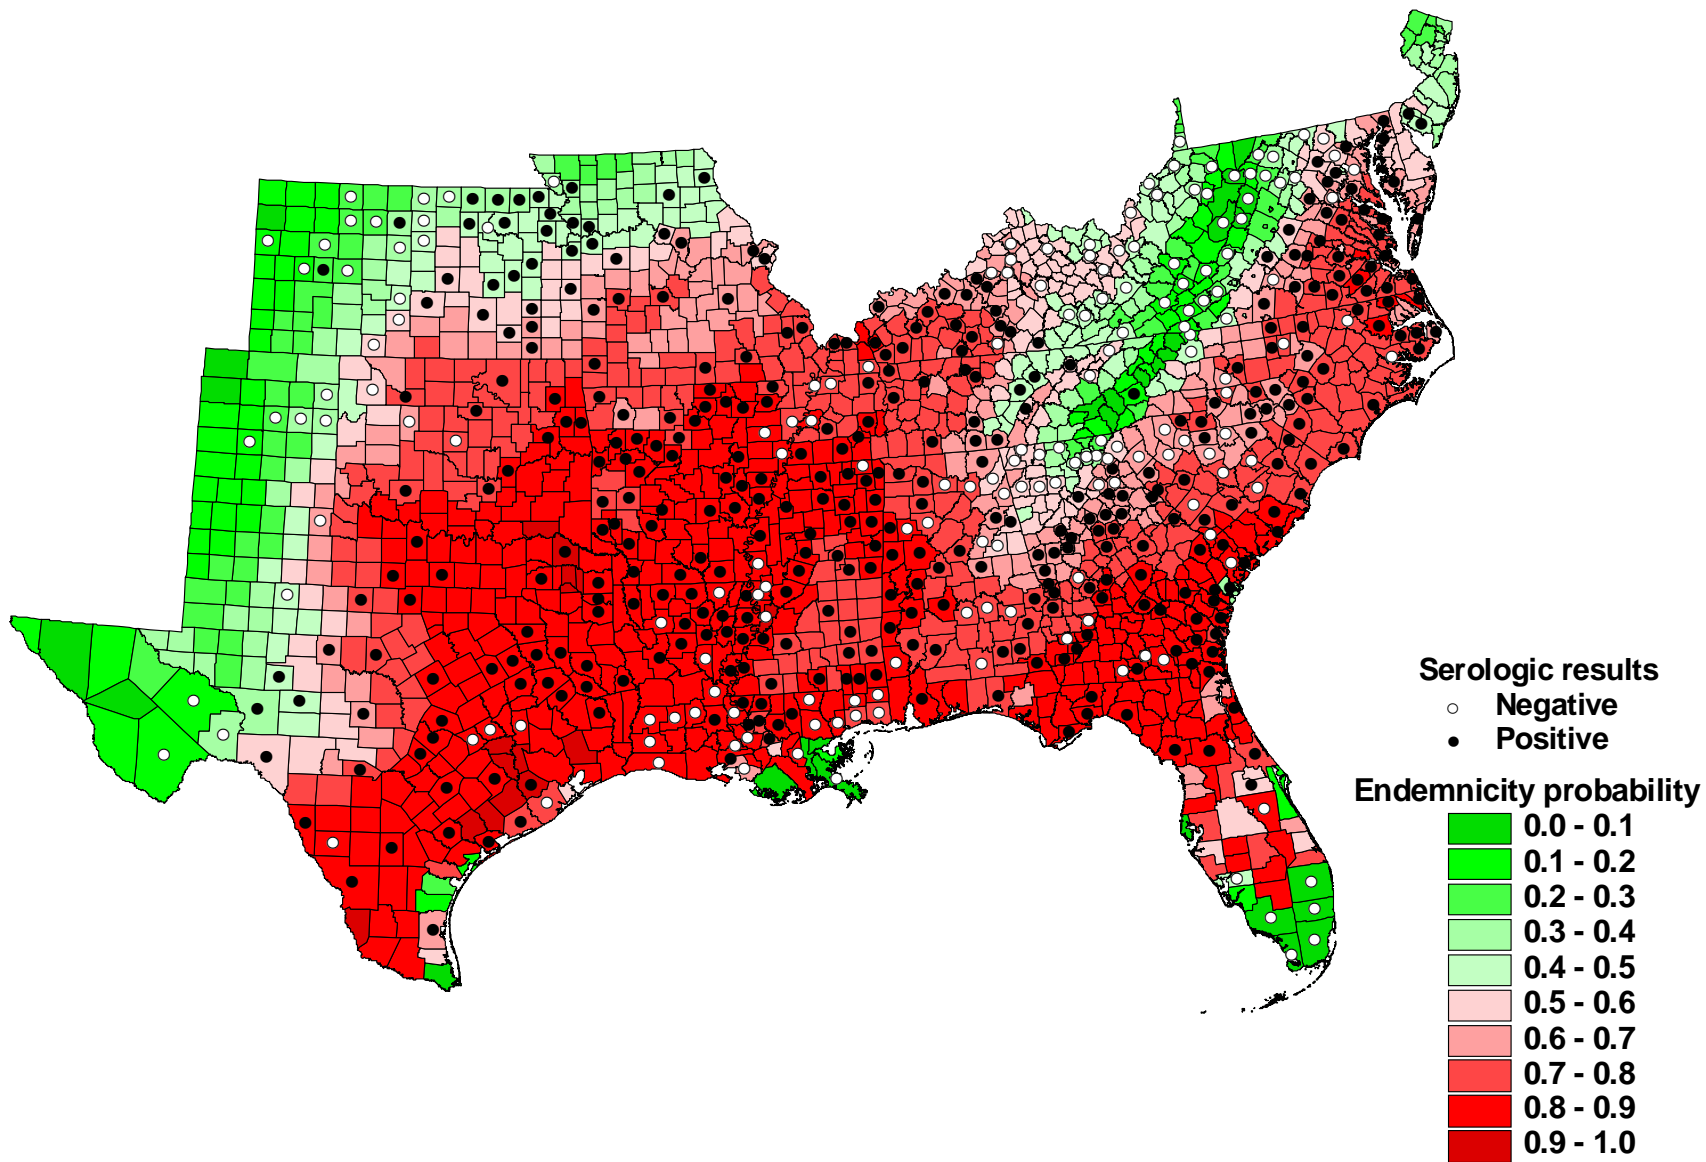 Serologic results
Negative
Positive
Endemnicity probability
0.0 - 0.1
0.1 - 0.2
0.2 - 0.3
0.3 - 0.4
0.4 - 0.5
0.5 - 0.6
0.6 - 0.7
0.7 - 0.8
0.8 - 0.9
0.9 - 1.0